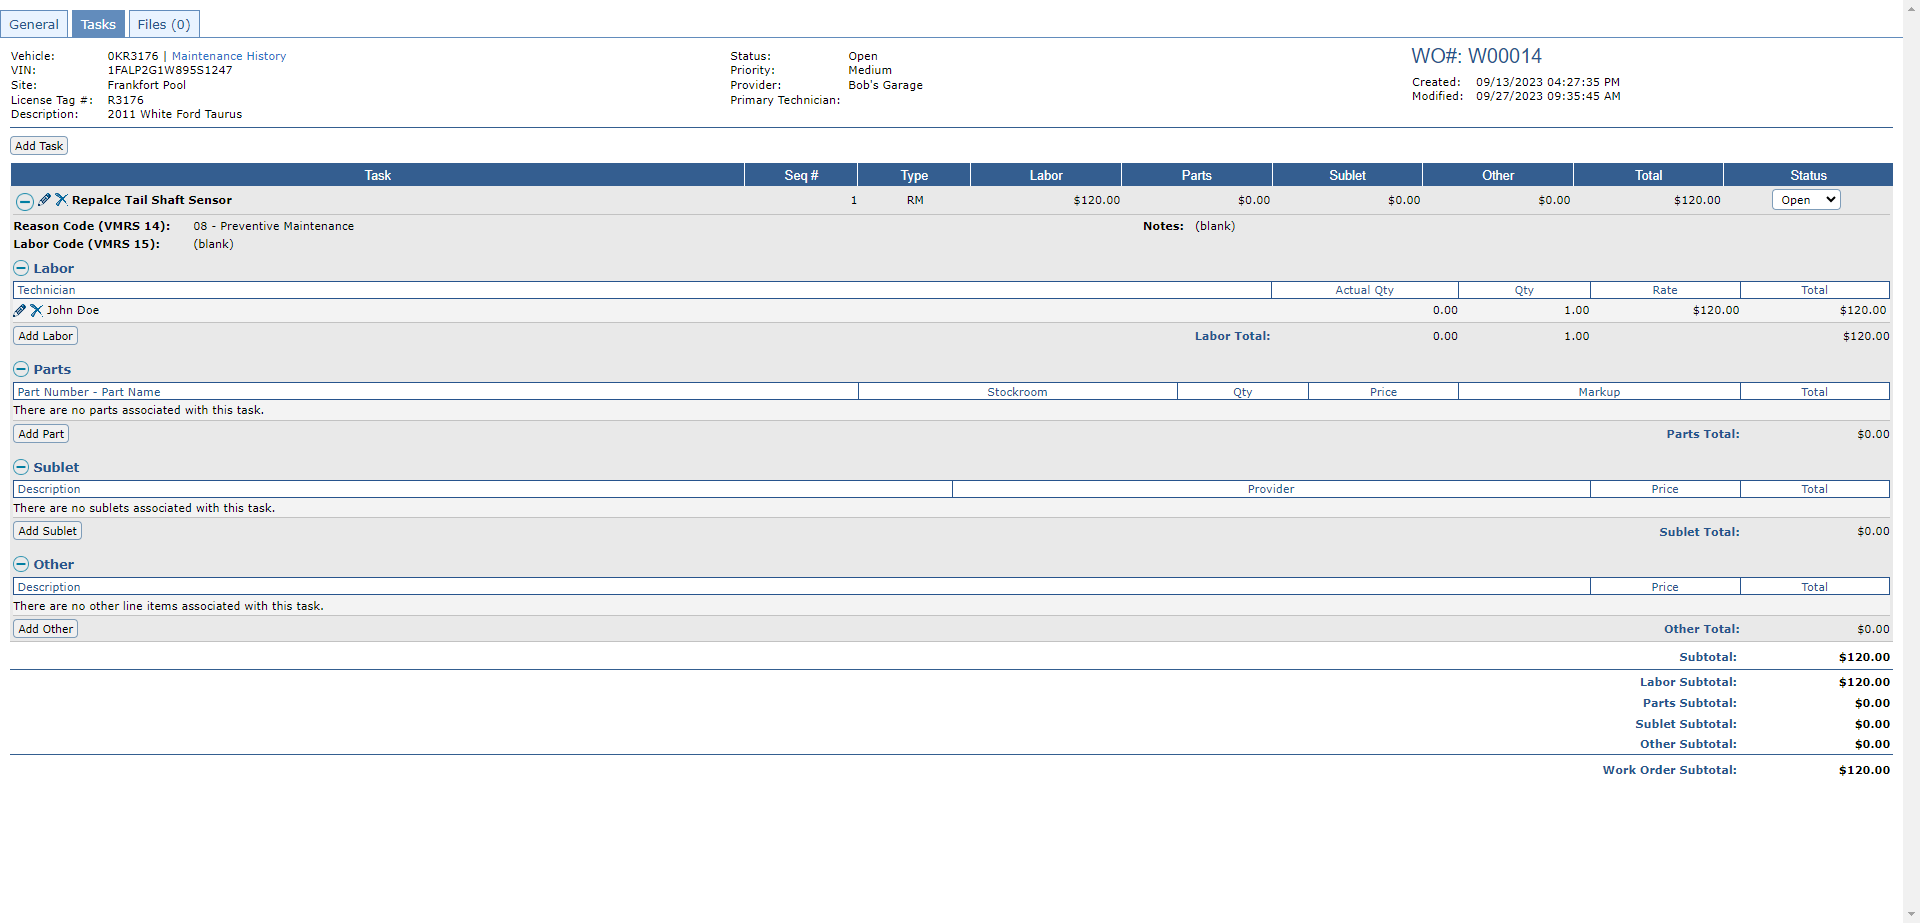 General Tasks Files (0)
Vehicle: 0KR3176 | Maintenance History Status: Open WO#: W00014
VIN: 1FALP2G1W895S1247 Priority: Medium Created: 09/13/2023 04:27:35 PM
Site: Frankfort Pool Provider: Bob's Garage Modified: 09/27/2023 09:35:45 AM
License Tag #: R3176 Primary Technician:
Description: 2011 White Ford Taurus
Add Task
Task Seq # Type Labor Parts Sublet Other Total Status
Repalce Tail Shaft Sensor 1 RM $120.00 $0.00 $0.00 $0.00 $120.00 Open
Reason Code (VMRS 14): 08 - Preventive Maintenance Notes: (blank)
Labor Code (VMRS 15): (blank)
Labor
Technician Actual Qty Qty Rate Total
John Doe 0.00 1.00 $120.00 $120.00
Add Labor Labor Total: 0.00 1.00 $120.00
Parts
Part Number - Part Name Stockroom Qty Price Markup Total
There are no parts associated with this task.
Add Part Parts Total: $0.00
Sublet
Description Provider Price Total
There are no sublets associated with this task.
Add Sublet Sublet Total: $0.00
Other
Description Price Total
There are no other line items associated with this task.
Add Other Other Total: $0.00
Subtotal: $120.00
Labor Subtotal: $120.00
Parts Subtotal: $0.00
Sublet Subtotal: $0.00
Other Subtotal: $0.00
Work Order Subtotal: $120.00